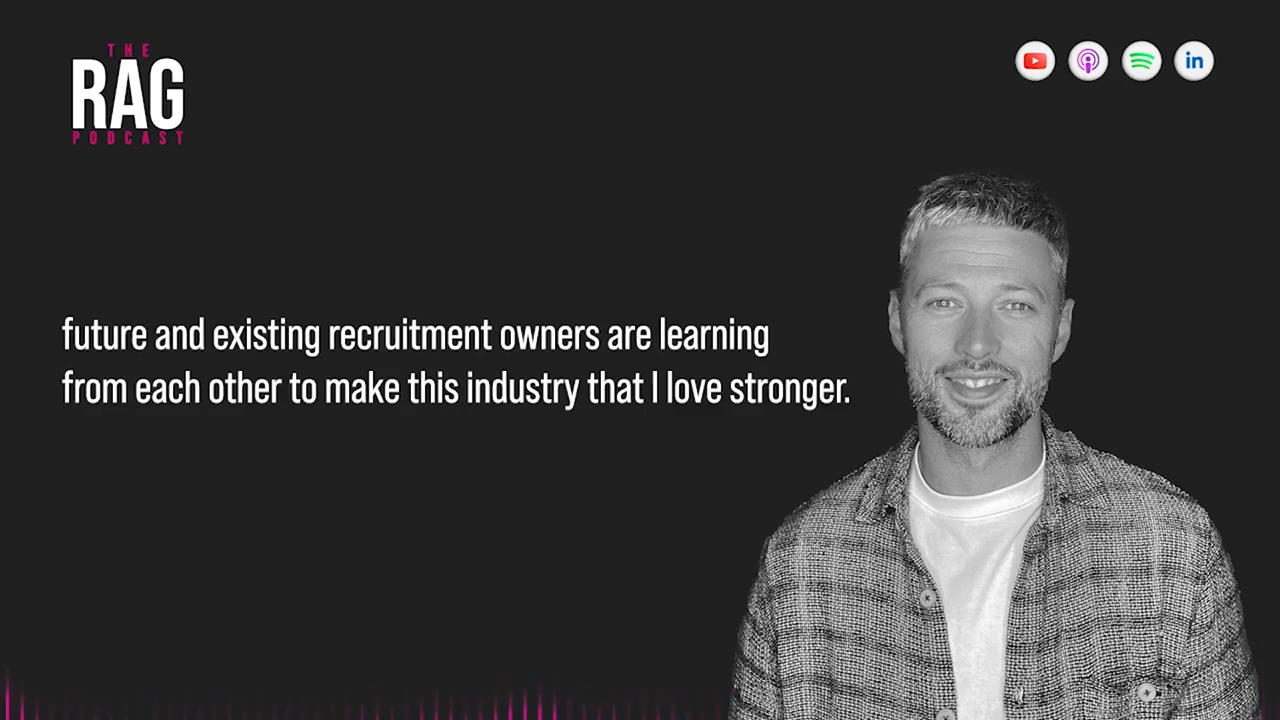 THE
RAG
PODCAST
in
future and existing recruitment owners are learning
from each other to make this industry that I love stronger.